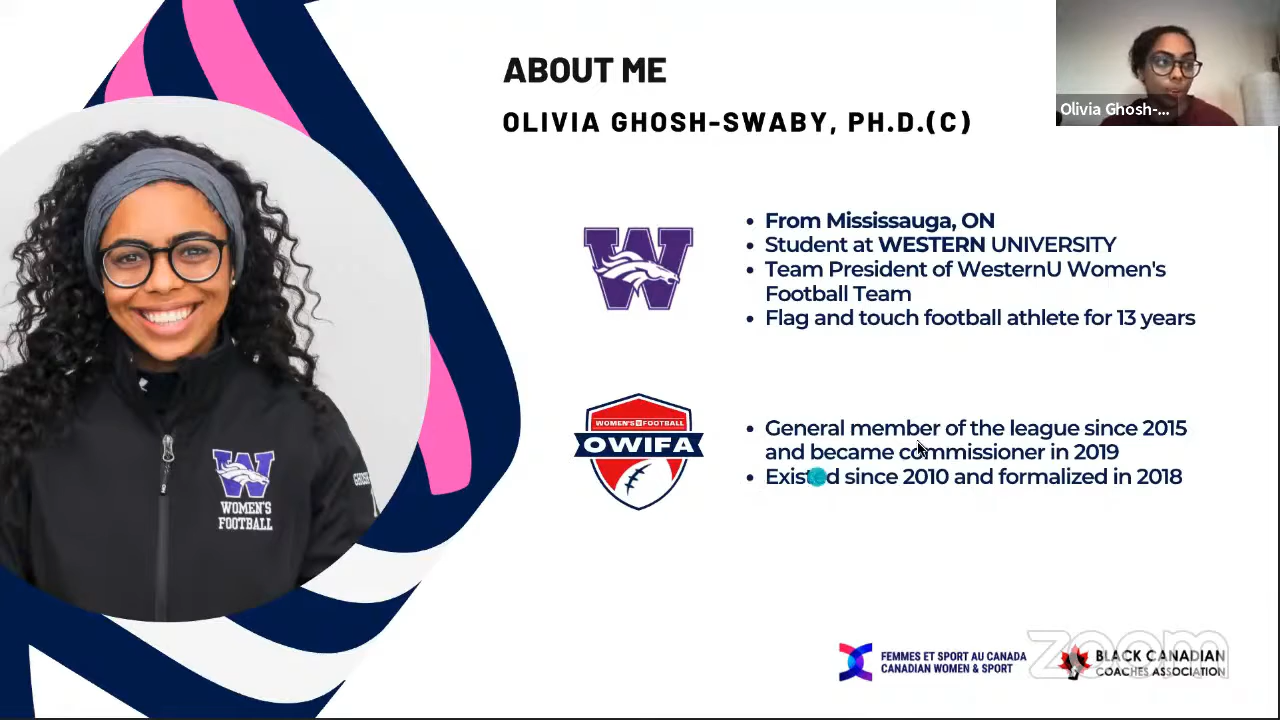 ABOUT ME
OLIVIA GHOSH-SWABY, PH.D.(C)
Olivia Ghosh-...
W
From Mississauga, ON
Student at WESTERN UNIVERSITY
Team President of WesternU Women's
Football Team
Flag and touch football athlete for 13 years
WOMEN'S FOOTBALL
OWIFA
General member of the league since 2015
and became commissioner in 2019
Existed since 2010 and formalized in 2018
W
WOMEN'S
FOOTBALL
GHOSH
FEMMES ET SPORT AU CANADA
CANADIAN WOMEN & SPORT
zoom
BLACK CANADIAN
COACHES ASSOCIATION